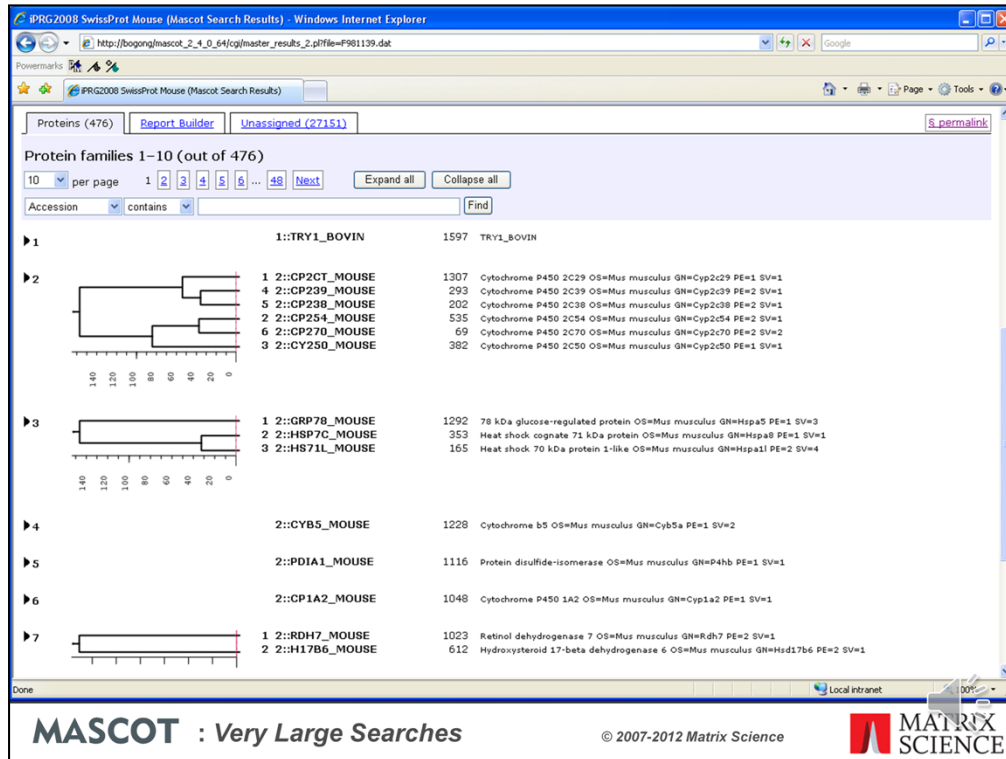 iPRG2008 SwissProt Mouse (Mascot Search Results) - Windows Internet Explorer
http://bogong/mascot_2_4_0_64/cgi/master_results_2.pl?file=F981139.dat
Google
Powermarks
iPRG2008 SwissProt Mouse (Mascot Search Results)
Page Tools
Proteins (476) Report Builder Unassigned (27151) § permalink
Protein families 1–10 (out of 476)
10 per page 1 2 3 4 5 6 ... 48 Next Expand all Collapse all
Accession contains Find
1 1::TRY1_BOVIN 1597 TRY1_BOVIN
2 1 2::CP2CT_MOUSE 1307 Cytochrome P450 2C29 OS=Mus musculus GN=Cyp2c29 PE=1 SV=1
4 2::CP239_MOUSE 293 Cytochrome P450 2C39 OS=Mus musculus GN=Cyp2c39 PE=2 SV=1
5 2::CP238_MOUSE 202 Cytochrome P450 2C38 OS=Mus musculus GN=Cyp2c38 PE=2 SV=1
2 2::CP254_MOUSE 535 Cytochrome P450 2C54 OS=Mus musculus GN=Cyp2c54 PE=2 SV=1
6 2::CP270_MOUSE 69 Cytochrome P450 2C70 OS=Mus musculus GN=Cyp2c70 PE=2 SV=2
3 2::CY250_MOUSE 382 Cytochrome P450 2C50 OS=Mus musculus GN=Cyp2c50 PE=1 SV=1
140 120 100 80 60 40 20 0
3 1 2::GRP78_MOUSE 1292 78 kDa glucose-regulated protein OS=Mus musculus GN=Hspa5 PE=1 SV=3
2 2::HSP7C_MOUSE 353 Heat shock cognate 71 kDa protein OS=Mus musculus GN=Hspa8 PE=1 SV=1
3 2::HS71L_MOUSE 165 Heat shock 70 kDa protein 1-like OS=Mus musculus GN=Hspa1l PE=2 SV=4
140 120 100 80 60 40 20 0
4 2::CYB5_MOUSE 1228 Cytochrome b5 OS=Mus musculus GN=Cyb5a PE=1 SV=2
5 2::PDIA1_MOUSE 1116 Protein disulfide-isomerase OS=Mus musculus GN=P4hb PE=1 SV=1
6 2::CP1A2_MOUSE 1048 Cytochrome P450 1A2 OS=Mus musculus GN=Cyp1a2 PE=1 SV=1
7 1 2::RDH7_MOUSE 1023 Retinol dehydrogenase 7 OS=Mus musculus GN=Rdh7 PE=2 SV=1
2 2::H17B6_MOUSE 612 Hydroxysteroid 17-beta dehydrogenase 6 OS=Mus musculus GN=Hsd17b6 PE=2 SV=1
Done Local intranet 100%
MASCOT : Very Large Searches © 2007-2012 Matrix Science MATRIX
SCIENCE